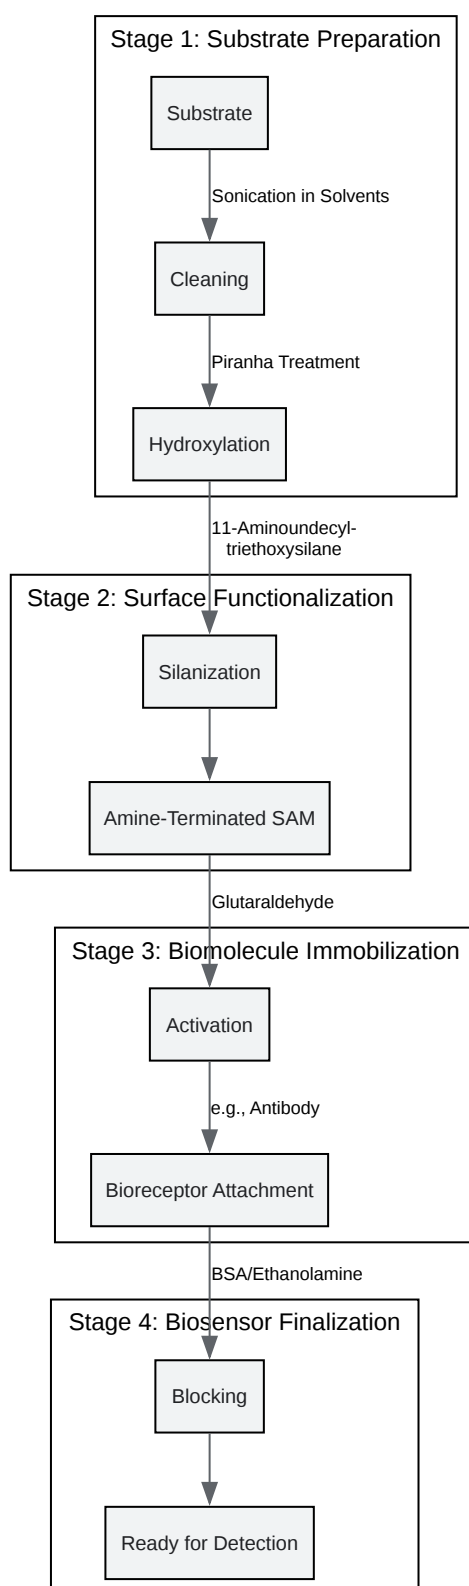 Stage 1: Substrate Preparation
Substrate
Sonication in Solvents
Cleaning
Piranha Treatment
Hydroxylation
11-Aminoundecyl-
triethoxysilane
Stage 2: Surface Functionalization
Silanization
Amine-Terminated SAM
Glutaraldehyde
Stage 3: Biomolecule Immobilization
Activation
e.g., Antibody
Bioreceptor Attachment
BSA/Ethanolamine
Stage 4: Biosensor Finalization
Blocking
Ready for Detection